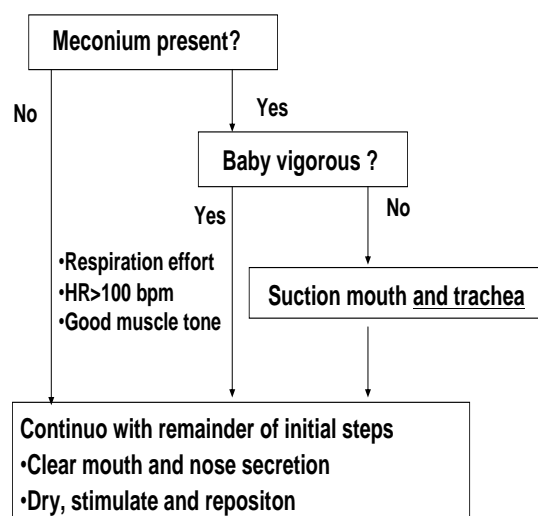 Meconium present?
No
Yes
Baby vigorous ?
Yes
No
•Respiration effort
•HR>100 bpm
•Good muscle tone
Suction mouth and trachea
Continuo with remainder of initial steps
•Clear mouth and nose secretion
•Dry, stimulate and repositon